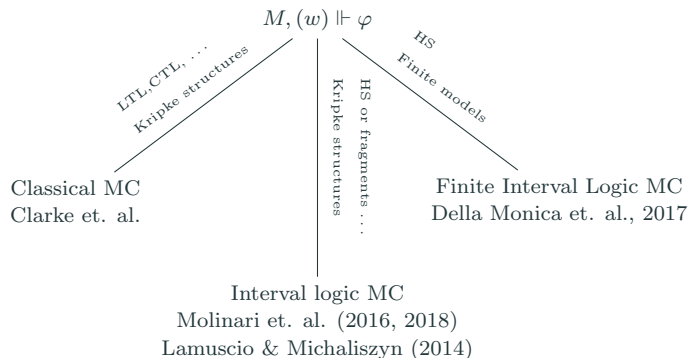 M, (w) ⊩ φ
LTL,CTL, ...
Kripke structures
HS
Finite models
HS or fragments ...
Kripke structures
Classical MC
Clarke et. al.
Finite Interval Logic MC
Della Monica et. al., 2017
Interval logic MC
Molinari et. al. (2016, 2018)
Lamuscio & Michaliszyn (2014)